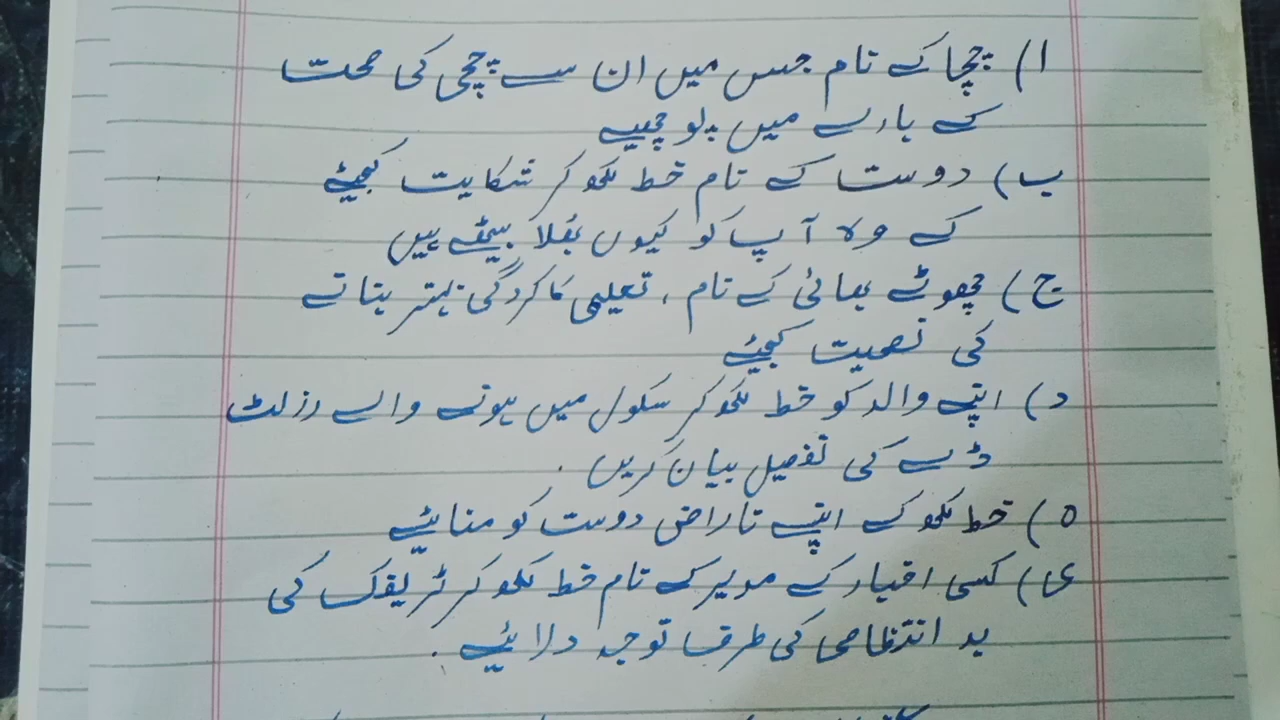 ا) چچا کے نام جس میں ان سے چچی کی صحت
کے بارے میں پوچھیے
ب) دوست کے نام خط لکھ کر شکایت کیجئے
کے وہ آپ کو کیوں بھلا بیٹھے ہیں
ج) چھوٹے بھائی کے نام ، تعلیمی کاکردگی بہتر بنانے
کی نصیت کیجئے
د) اپنے والد کو خط لکھ کر سکول میں ہونے والے رزلٹ
ڈے کی تفصیل بیان کریں .
ہ) خط لکھ کے اپنے ناراض دوست کو منائیے
ی) کسی اخبار کے مدیر کے نام خط لکھ کر ٹریفک کی
بد انتظامی کی طرف توجہ دلائیے .